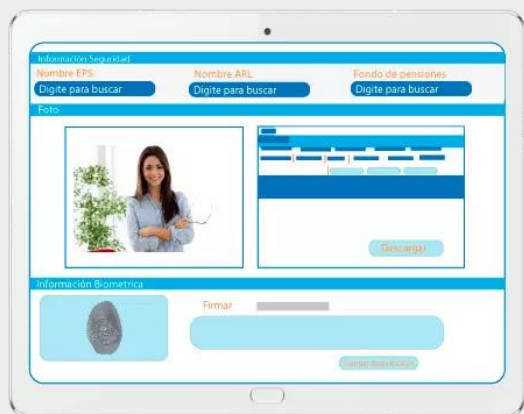 Información Seguridad
Nombre EPS
Nombre ARL
Fondo de pensiones
Digite para buscar
Digite para buscar
Digite para buscar
Foto
Descargar
Información Biometrica
Firmar